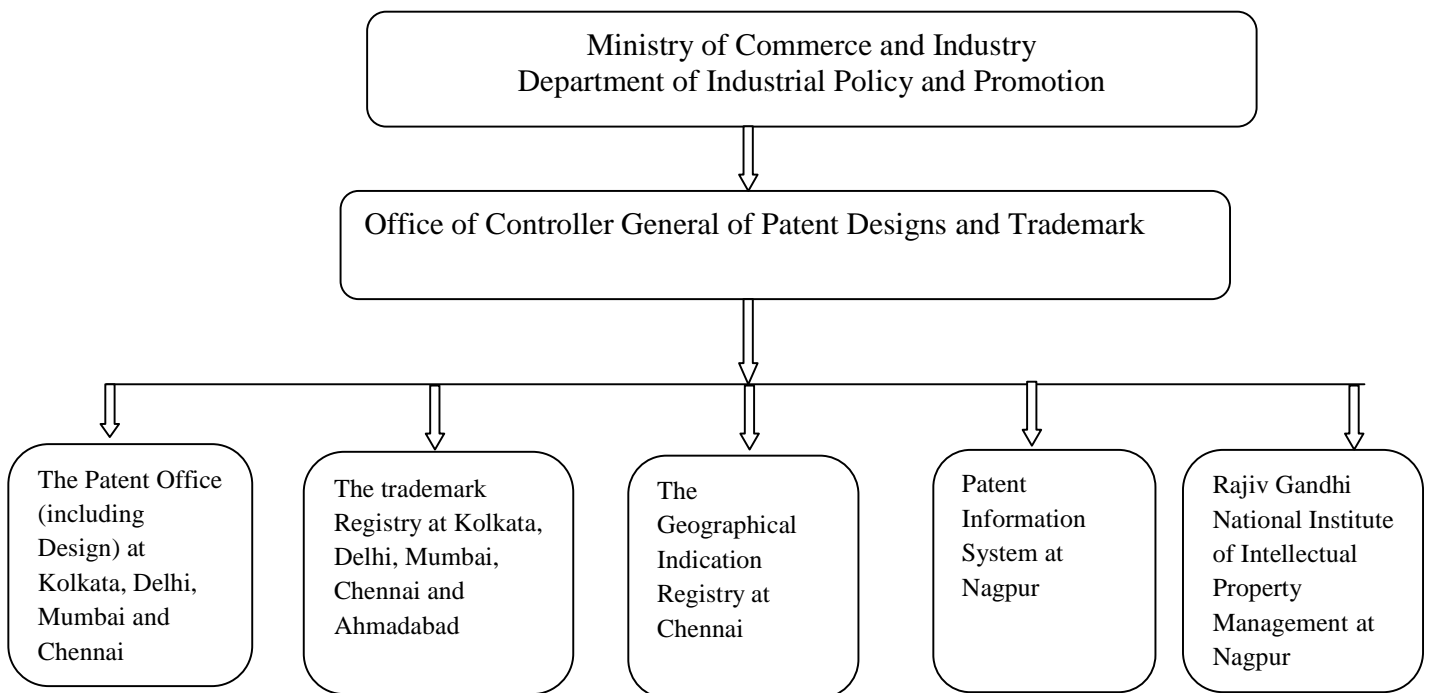 Ministry of Commerce and Industry
Department of Industrial Policy and Promotion
Office of Controller General of Patent Designs and Trademark
The Patent Office
(including
Design) at
Kolkata, Delhi,
Mumbai and
Chennai
The trademark
Registry at Kolkata,
Delhi, Mumbai,
Chennai and
Ahmadabad
The
Geographical
Indication
Registry at
Chennai
Patent
Information
System at
Nagpur
Rajiv Gandhi
National Institute
of Intellectual
Property
Management at
Nagpur